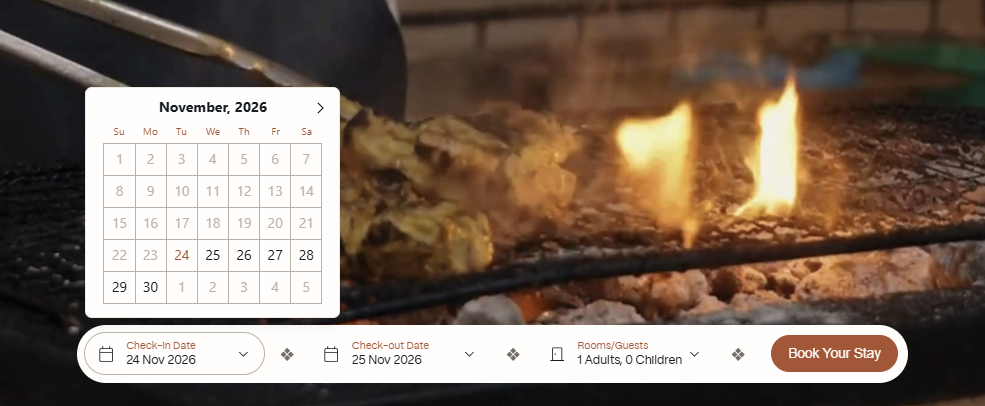 November, 2026
Su Mo Tu We Th Fr Sa
1 2 3 4 5 6 7
8 9 10 11 12 13 14
15 16 17 18 19 20 21
22 23 24 25 26 27 28
29 30 1 2 3 4 5
Check-in Date
24 Nov 2026
Check-out Date
25 Nov 2026
Rooms/Guests
1 Adults, 0 Children
Book Your Stay